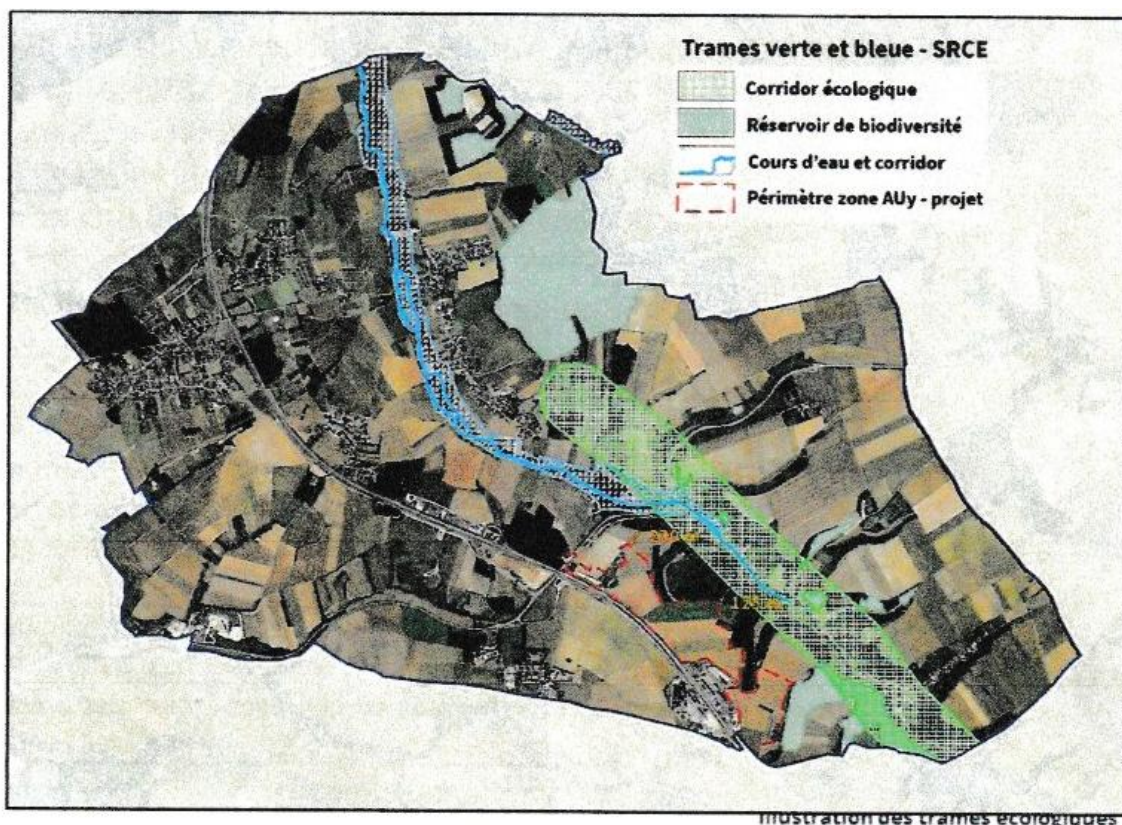 Trames verte et bleue - SRCE
Corridor écologique
Réservoir de biodiversité
Cours d'eau et corridor
Périmètre zone AUy - projet
Illustration des trames écologiques